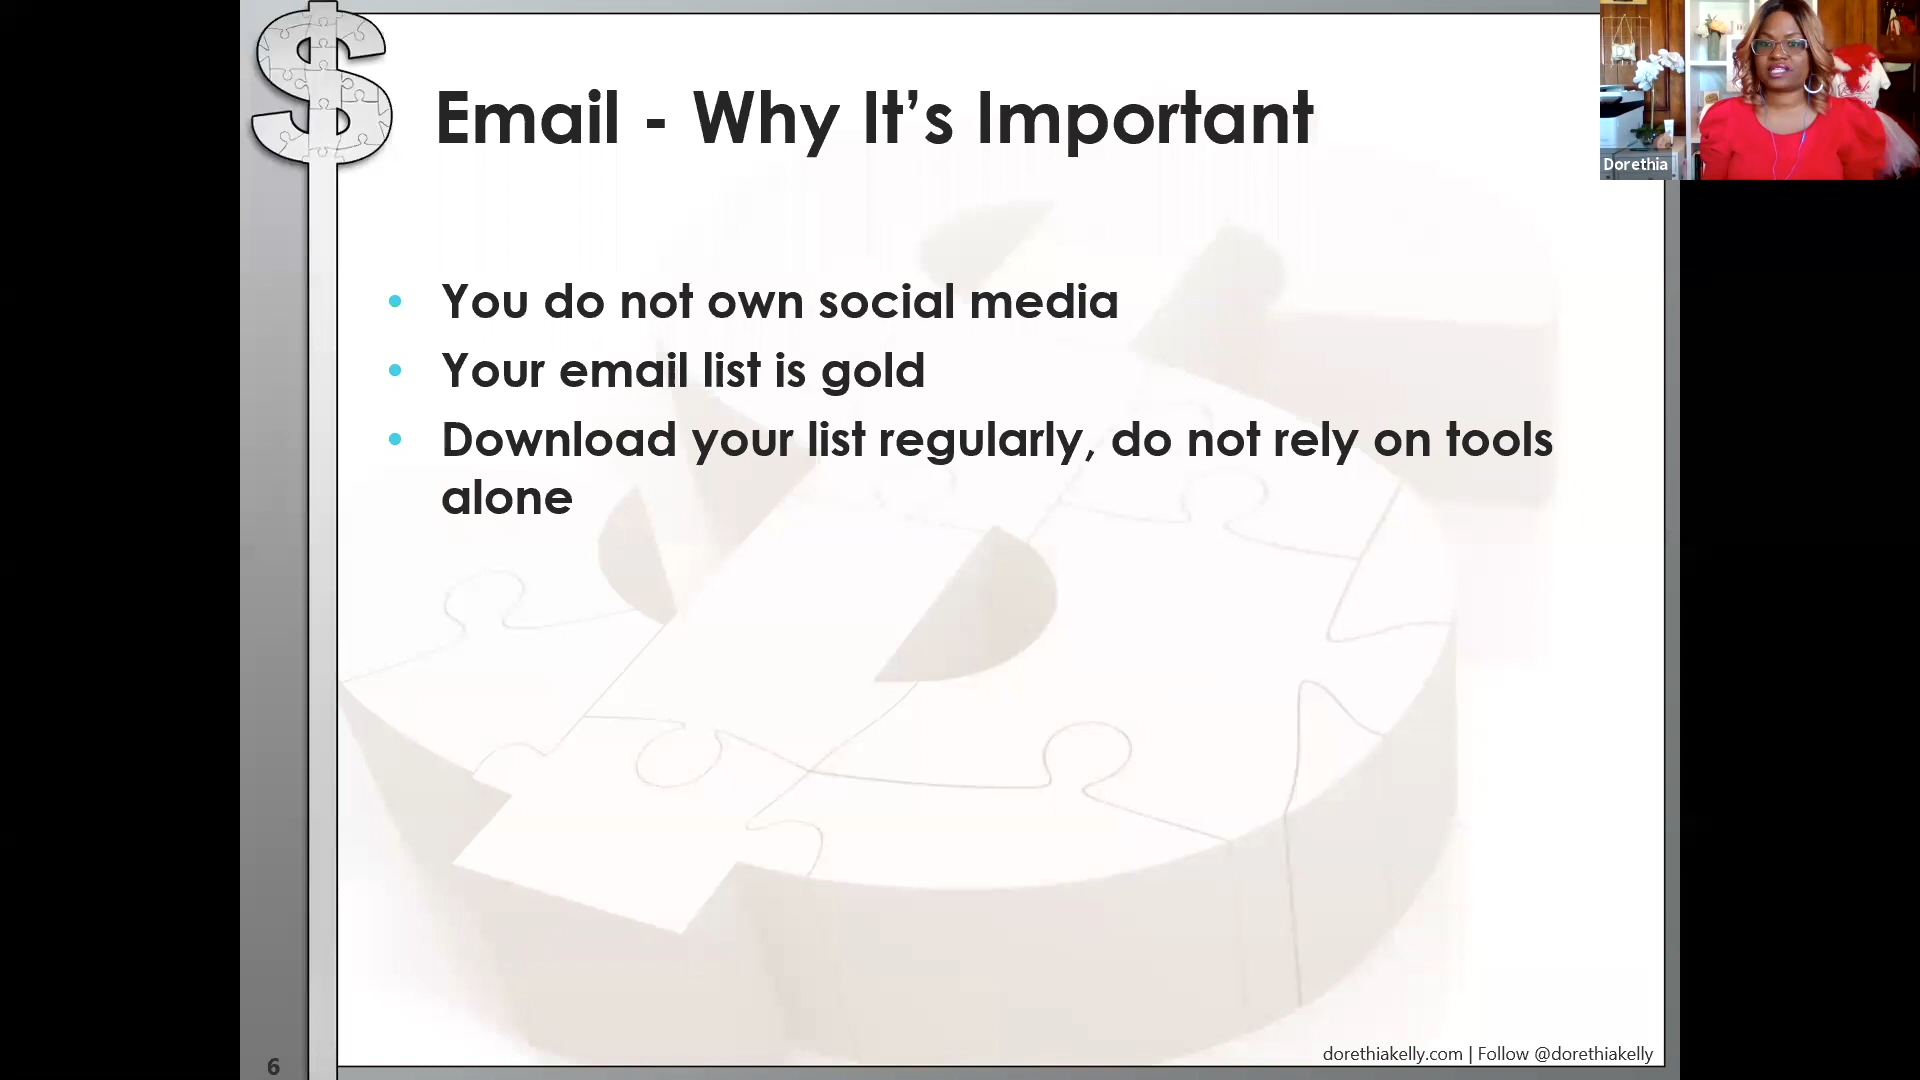 Email - Why It’s Important
Dorethia
• You do not own social media
• Your email list is gold
• Download your list regularly, do not rely on tools
alone
dorethiakelly.com | Follow @dorethiakelly
6